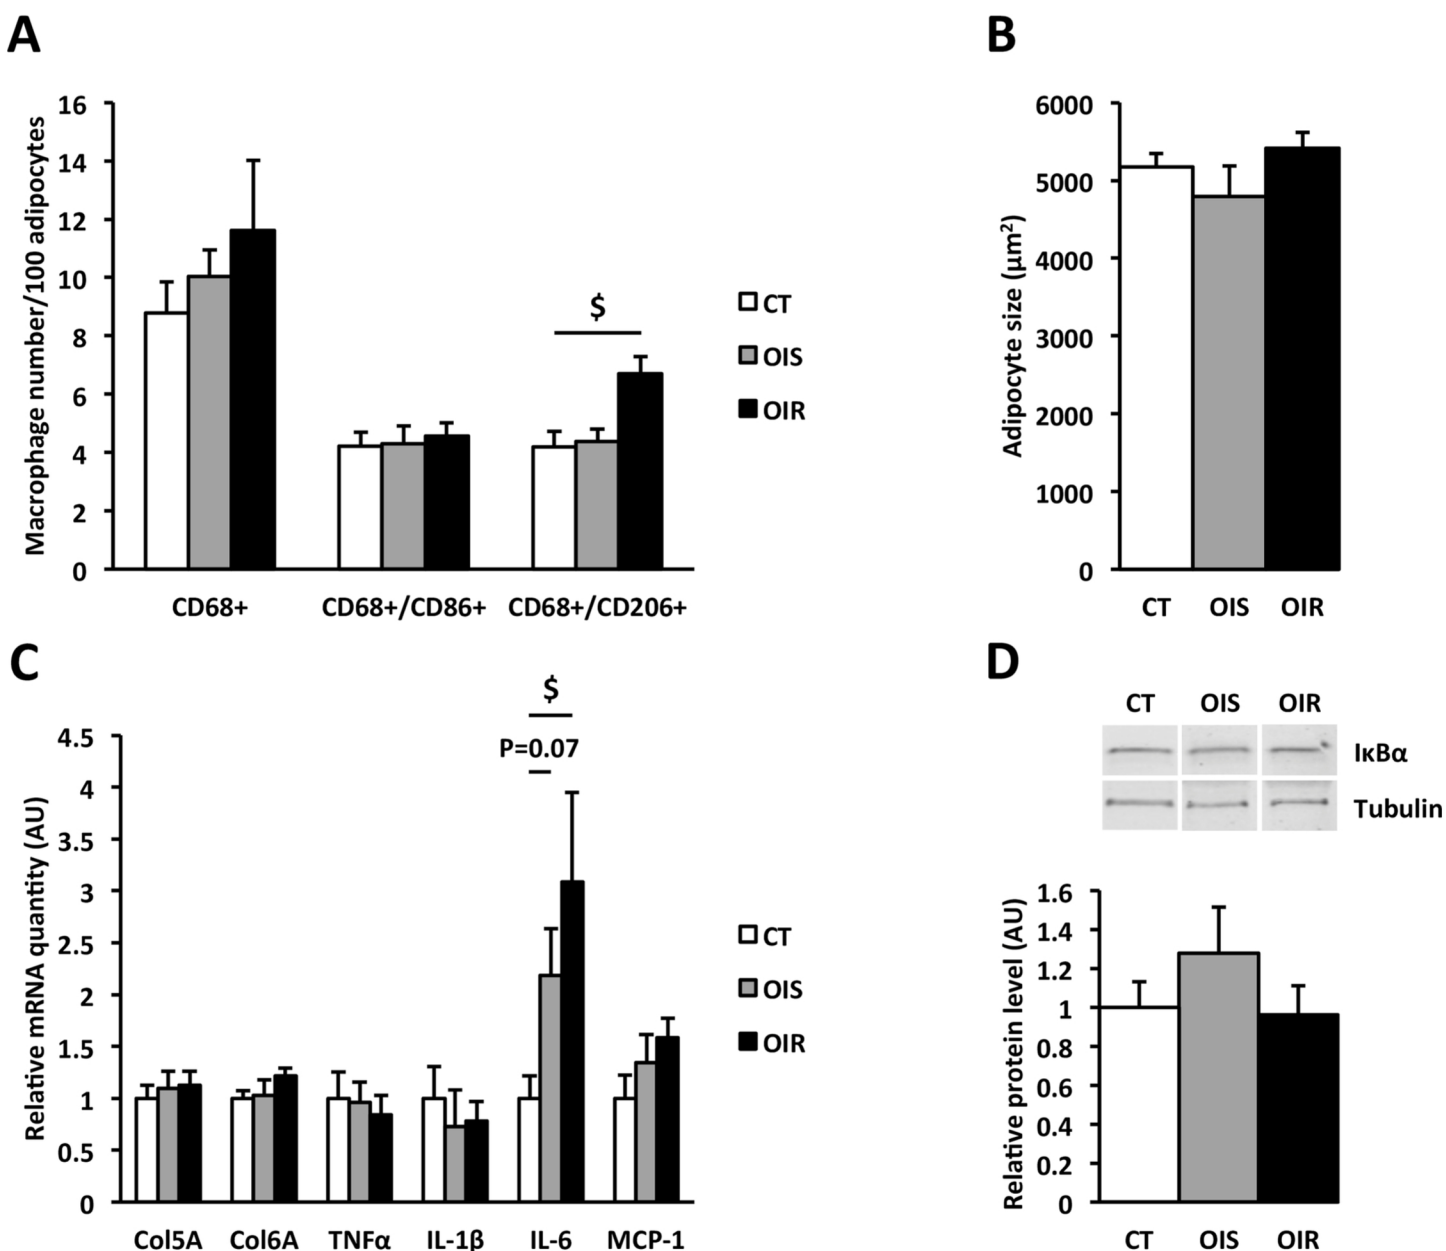 A
Macrophage number/100 adipocytes
16
14
12
10
8
6
4
2
0
$
CD68+ CD68+/CD86+ CD68+/CD206+
CT
OIS
OIR
B
Adipocyte size (μm²)
6000
5000
4000
3000
2000
1000
0
CT OIS OIR
C
Relative mRNA quantity (AU)
4.5
4
3.5
3
2.5
2
1.5
1
0.5
0
$
P=0.07
Col5A Col6A TNFα IL-1β IL-6 MCP-1
CT
OIS
OIR
D
CT OIS OIR
IκBα
Tubulin
Relative protein level (AU)
1.6
1.4
1.2
1
0.8
0.6
0.4
0.2
0
CT OIS OIR